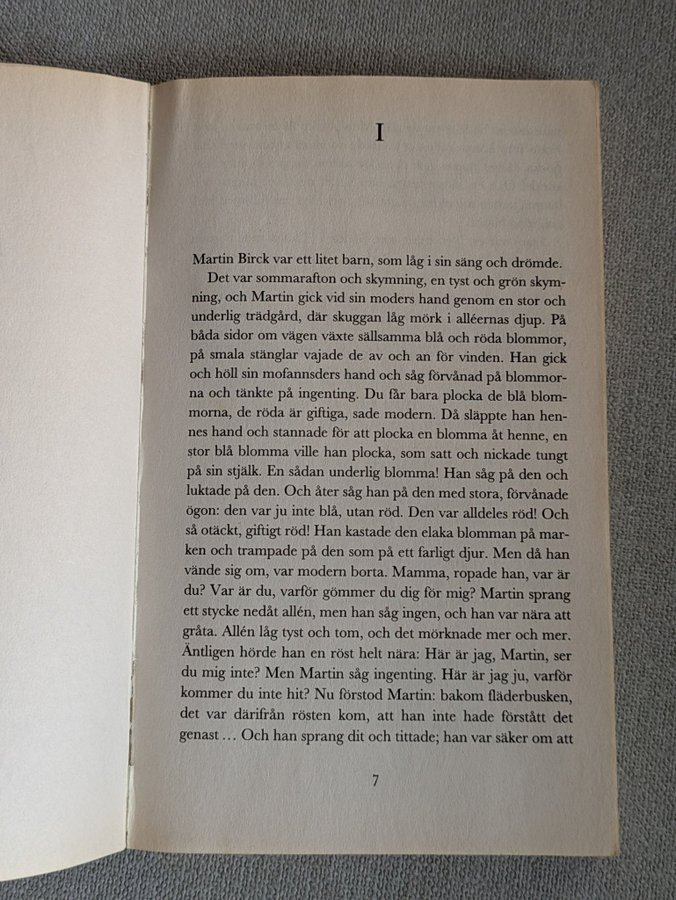 I
Martin Birck var ett litet barn, som låg i sin säng och drömde.
Det var sommarafton och skymning, en tyst och grön skym-
ning, och Martin gick vid sin moders hand genom en stor och
underlig trädgård, där skuggan låg mörk i alléernas djup. På
båda sidor om vägen växte sällsamma blå och röda blommor,
på smala stänglar vajade de av och an för vinden. Han gick
och höll sin mofannsders hand och såg förvånad på blommor-
na och tänkte på ingenting. Du får bara plocka de blå blom-
morna, de röda är giftiga, sade modern. Då släppte han hen-
nes hand och stannade för att plocka en blomma åt henne, en
stor blå blomma ville han plocka, som satt och nickade tungt
på sin stjälk. En sådan underlig blomma! Han såg på den och
luktade på den. Och åter såg han på den med stora, förvånade
ögon: den var ju inte blå, utan röd. Den var alldeles röd! Och
så otäckt, giftigt röd! Han kastade den elaka blomman på mar-
ken och trampade på den som på ett farligt djur. Men då han
vände sig om, var modern borta. Mamma, ropade han, var är
du? Var är du, varför gömmer du dig för mig? Martin sprang
ett stycke nedåt allén, men han såg ingen, och han var nära att
gråta. Allén låg tyst och tom, och det mörknade mer och mer.
Äntligen hörde han en röst helt nära: Här är jag, Martin, ser
du mig inte? Men Martin såg ingenting. Här är jag ju, varför
kommer du inte hit? Nu förstod Martin: bakom fläderbusken,
det var därifrån rösten kom, att han inte hade förstått det
genast ... Och han sprang dit och tittade; han var säker om att
7